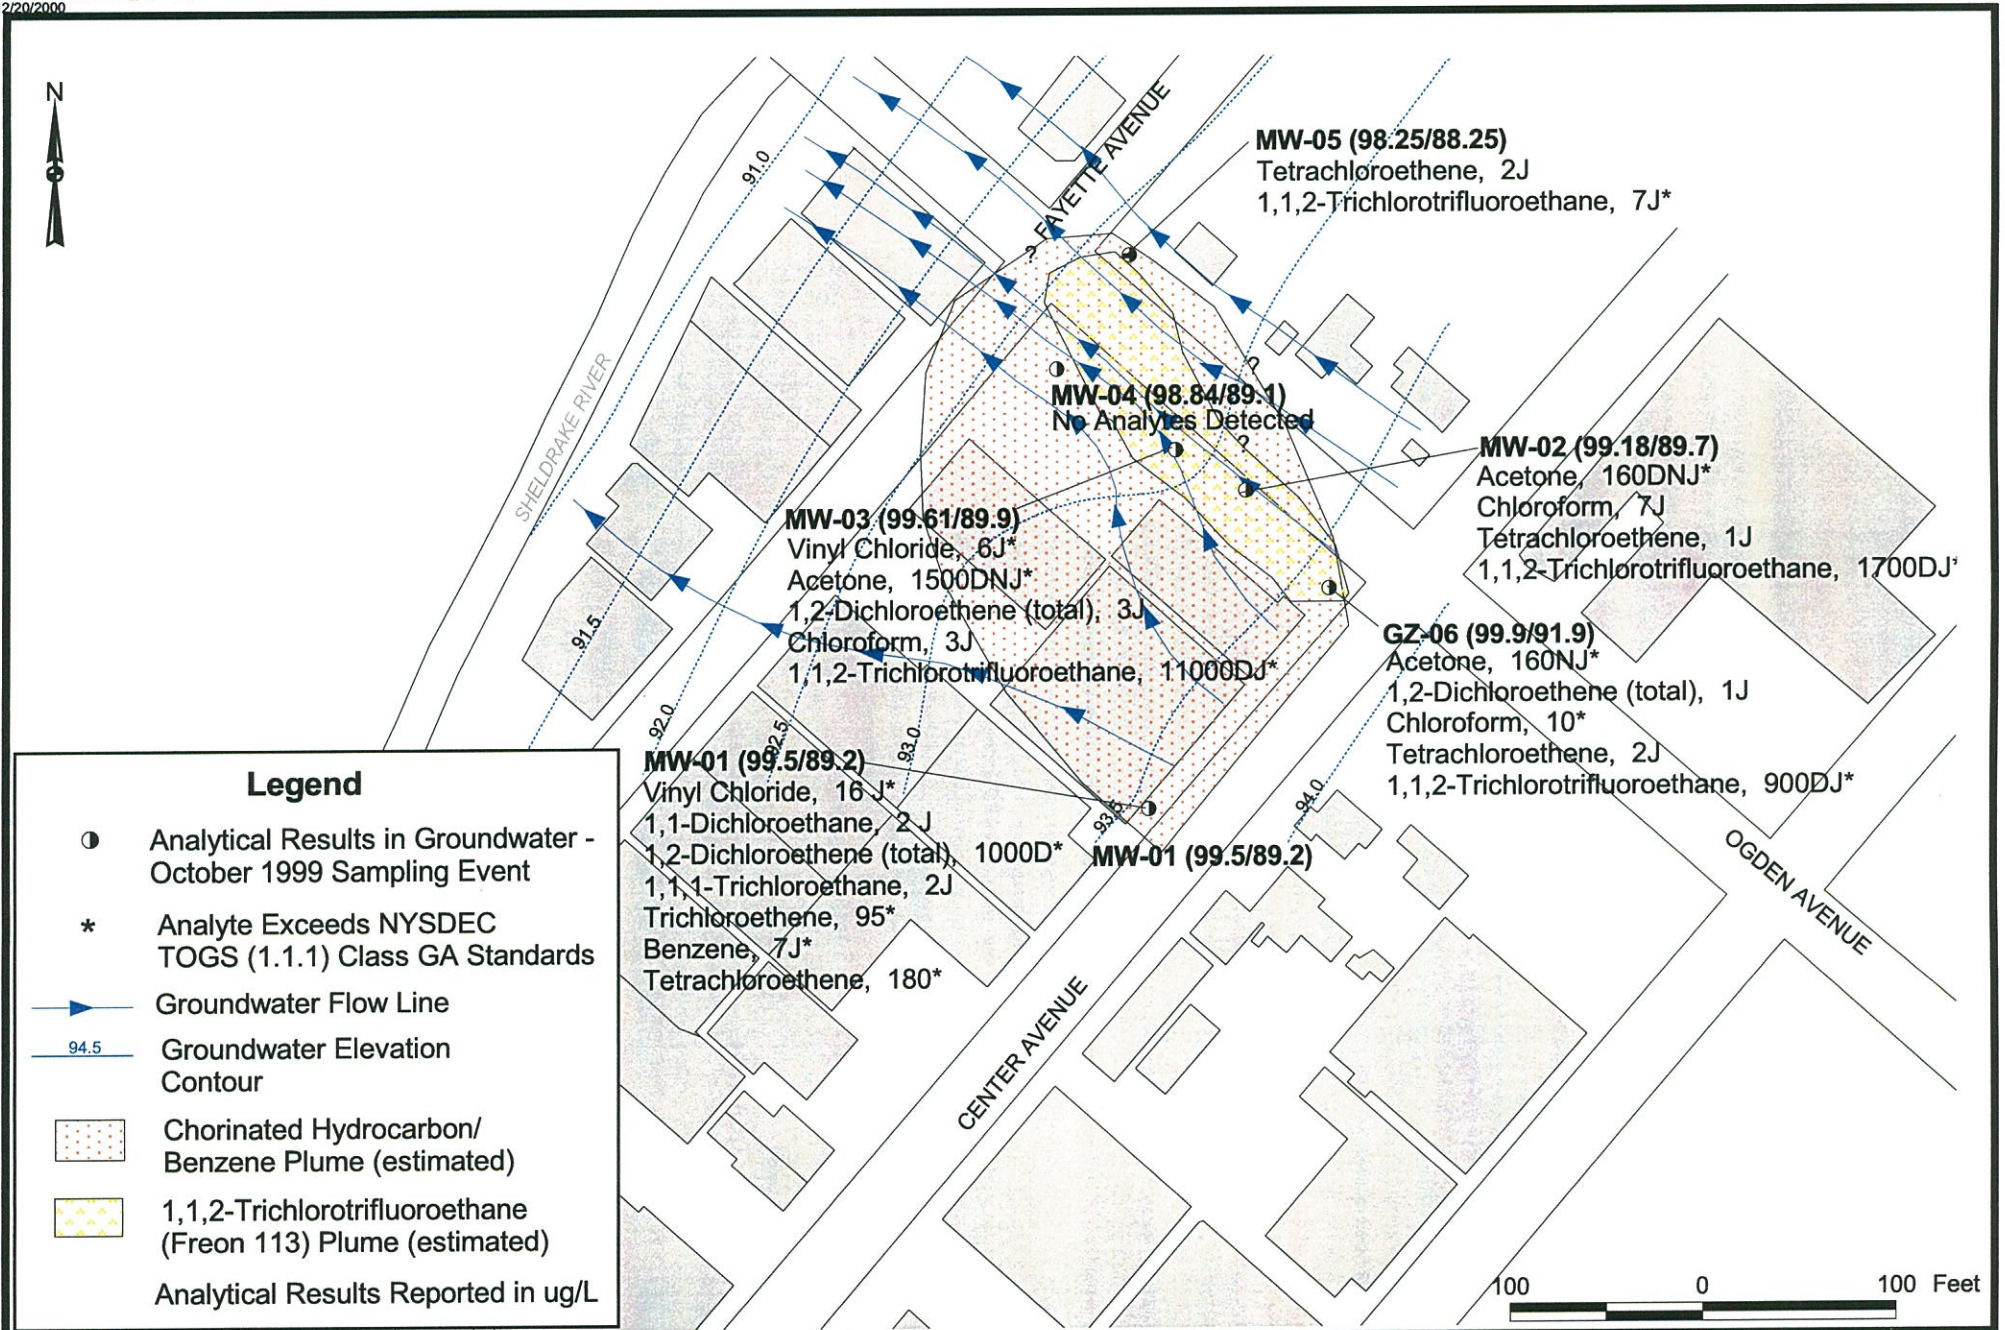 2/20/2000
N
FAYETTE AVENUE
MW-05 (98.25/88.25)
Tetrachloroethene, 2J
1,1,2-Trichlorotrifluoroethane, 7J*
91.0
?
SHELDRAKE RIVER
?
MW-04 (98.84/89.1)
No Analytes Detected
?
MW-02 (99.18/89.7)
Acetone, 160DNJ*
Chloroform, 7J
Tetrachloroethene, 1J
1,1,2-Trichlorotrifluoroethane, 1700DJ*
MW-03 (99.61/89.9)
Vinyl Chloride, 6J*
Acetone, 1500DNJ*
1,2-Dichloroethene (total), 3J
Chloroform, 3J
1,1,2-Trichlorotrifluoroethane, 11000DJ*
91.5
GZ-06 (99.9/91.9)
Acetone, 160NJ*
1,2-Dichloroethene (total), 1J
Chloroform, 10*
Tetrachloroethene, 2J
1,1,2-Trichlorotrifluoroethane, 900DJ*
92.0
92.5
93.0
93.5
94.0
MW-01 (99.5/89.2)
Vinyl Chloride, 16 J*
1,1-Dichloroethane, 2 J
1,2-Dichloroethene (total), 1000D*
1,1,1-Trichloroethane, 2J
Trichloroethene, 95*
Benzene, 7J*
Tetrachloroethene, 180*
MW-01 (99.5/89.2)
OGDEN AVENUE
CENTER AVENUE
Legend
Analytical Results in Groundwater -
October 1999 Sampling Event
* Analyte Exceeds NYSDEC
TOGS (1.1.1) Class GA Standards
Groundwater Flow Line
94.5 Groundwater Elevation
Contour
Chorinated Hydrocarbon/
Benzene Plume (estimated)
1,1,2-Trichlorotrifluoroethane
(Freon 113) Plume (estimated)
Analytical Results Reported in ug/L
100 0 100 Feet